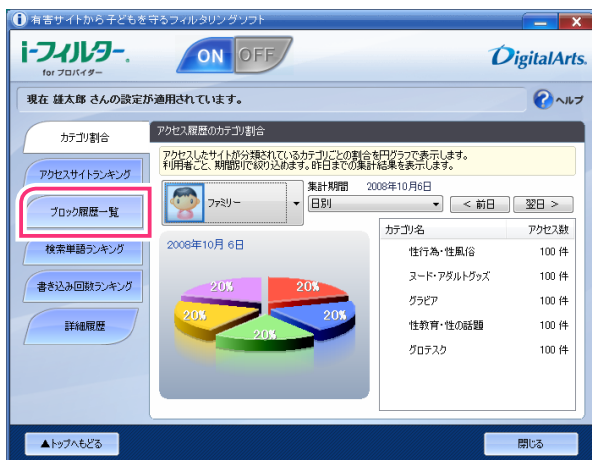 有害サイトから子どもを守るフィルタリングソフト
i-フィルター®
for プロバイダー
ON OFF
DigitalArts®
現在 雄太郎 さんの設定が適用されています。
ヘルプ
カテゴリ割合
アクセスサイトランキング
ブロック履歴一覧
検索単語ランキング
書き込み回数ランキング
詳細履歴
アクセス履歴のカテゴリ割合
アクセスしたサイトが分類されているカテゴリごとの割合を円グラフで表示します。
利用者ごと、期間別で絞り込めます。昨日までの集計結果を表示します。
ファミリー
集計期間 2008年10月6日
日別 < 前日 翌日 >
2008年10月 6日
20% 20%
20% 20%
20%
カテゴリ名 アクセス数
性行為・性風俗 100 件
ヌード・アダルトグッズ 100 件
グラビア 100 件
性教育・性の話題 100 件
グロテスク 100 件
▲トップへもどる
閉じる